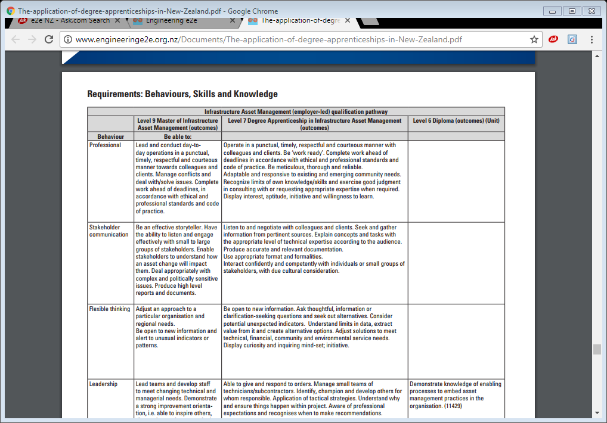 The-application-of-degree-apprenticeships-in-New-Zealand.pdf - Google Chrome
e2e NZ - Ask.com Search
Engineering e2e
The-application-of-degr
www.engineeringe2e.org.nz/Documents/The-application-of-degree-apprenticeships-in-New-Zealand.pdf
Requirements: Behaviours, Skills and Knowledge
Infrastructure Asset Management (employer-led) qualification pathway
Level 9 Master of Infrastructure
Asset Management (outcomes)
Level 7 Degree Apprenticeship in Infrastructure Asset Management
(outcomes)
Level 6 Diploma (outcomes) (Unit)
Behaviour
Be able to:
Professional
Lead and conduct day-to-
day operations in a punctual,
timely, respectful and courteous
manner towards colleagues
and clients. Manage conflicts and
deal with/solve issues. Complete
work ahead of deadlines, in
accordance with ethical and
professional standards and code
of practice.
Operate in a punctual, timely, respectful and courteous manner with
colleagues and clients. Be 'work ready'. Complete work ahead of
deadlines in accordance with ethical and professional standards and
code of practice. Be meticulous, thorough and reliable.
Adaptable and responsive to existing and emerging community needs.
Recognize limits of own knowledge/skills and exercise good judgment
in consulting with or requesting appropriate expertise when required.
Display interest, aptitude, initiative and willingness to learn.
Stakeholder
communication
Be an effective storyteller. Have
the ability to listen and engage
effectively with small to large
groups of stakeholders. Enable
stakeholders to understand how
an asset change will impact
them. Deal appropriately with
complex and politically sensitive
issues. Produce high level
reports and documents.
Listen to and negotiate with colleagues and clients. Seek and gather
information from pertinent sources. Explain concepts and tasks with
the appropriate level of technical expertise according to the audience.
Produce accurate and relevant documentation.
Use appropriate format and formalities.
Interact confidently and competently with individuals or small groups of
stakeholders, with due cultural consideration.
Flexible thinking
Adjust an approach to a
particular organisation and
regional needs.
Be open to new information and
alert to unusual indicators or
patterns.
Be open to new information. Ask thoughtful, information or
clarification-seeking questions and seek out alternatives. Consider
potential unexpected indicators. Understand limits in data, extract
value from it and create alternative options. Adjust solutions to meet
technical, financial, community and environmental service needs.
Display curiosity and inquiring mind-set; initiative.
Leadership
Lead teams and develop staff
to meet changing technical and
managerial needs. Demonstrate
a strong improvement orienta-
tion, i.e. able to inspire others,
Able to give and respond to orders. Manage small teams of
technicians/subcontractors. Identify, champion and develop others for
whom responsible. Application of tactical strategies. Understand why
and ensure things happen within project. Aware of professional
expectations and recognises when to make recommendations.
Demonstrate knowledge of enabling
processes to embed asset
management practices in the
organisation. (11429)